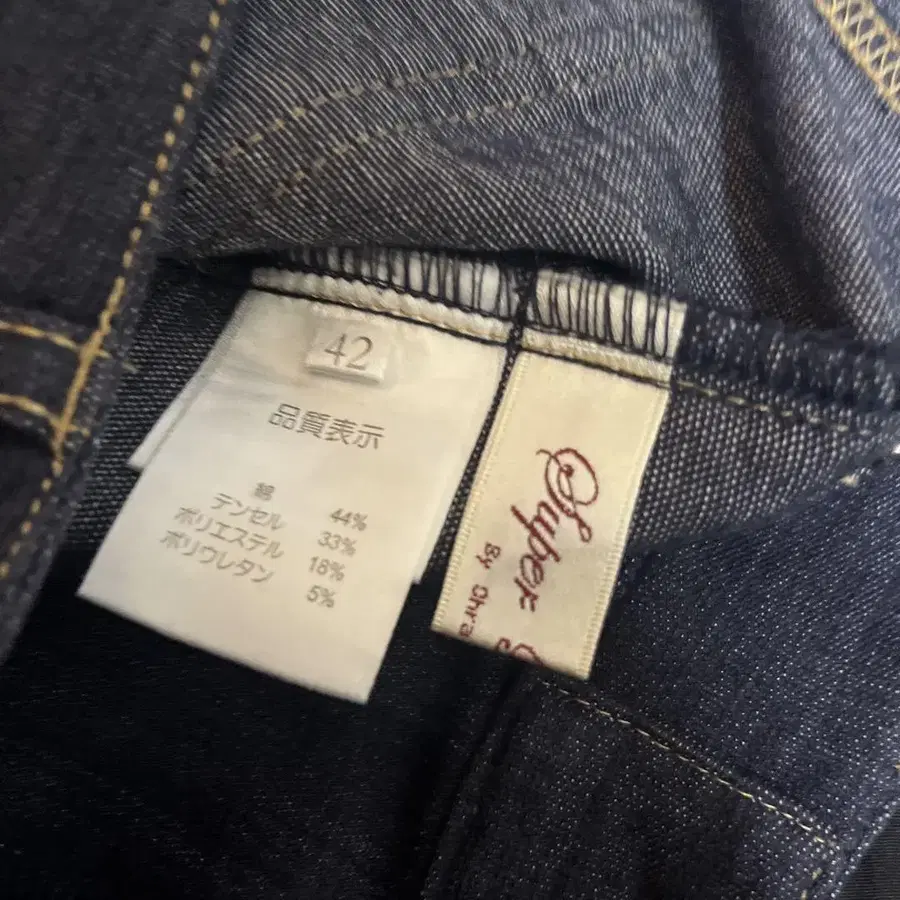 42
品質表示
綿 44%
テンセル 33%
ポリエステル 18%
ポリウレタン 5%
Super
By Chra